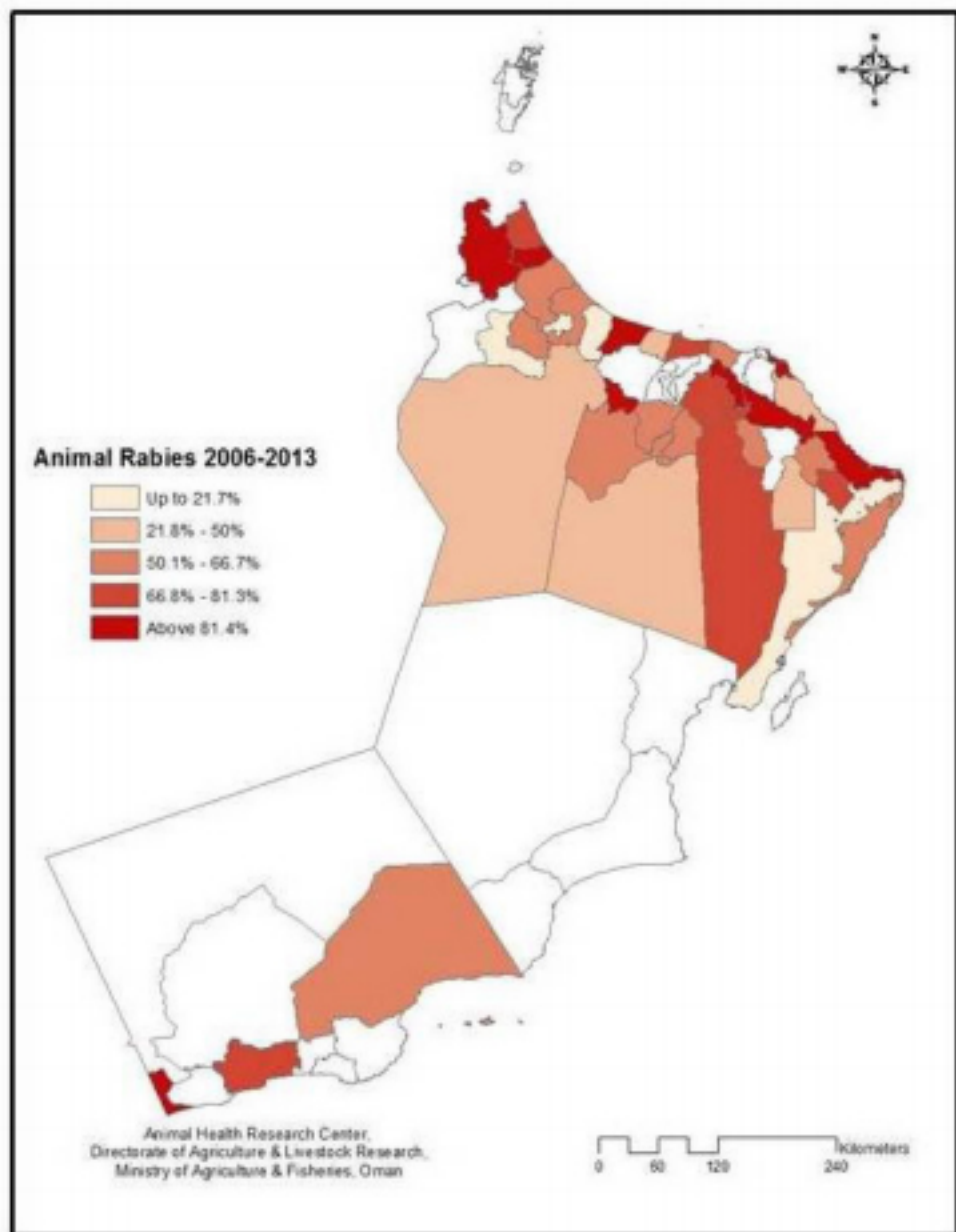 N
W E
S
Animal Rabies 2006-2013
Up to 21.7%
21.8% - 50%
50.1% - 66.7%
66.8% - 81.3%
Above 81.4%
Animal Health Research Center,
Directorate of Agriculture & Livestock Research,
Ministry of Agriculture & Fisheries, Oman
Kilometers
0 60 120 240